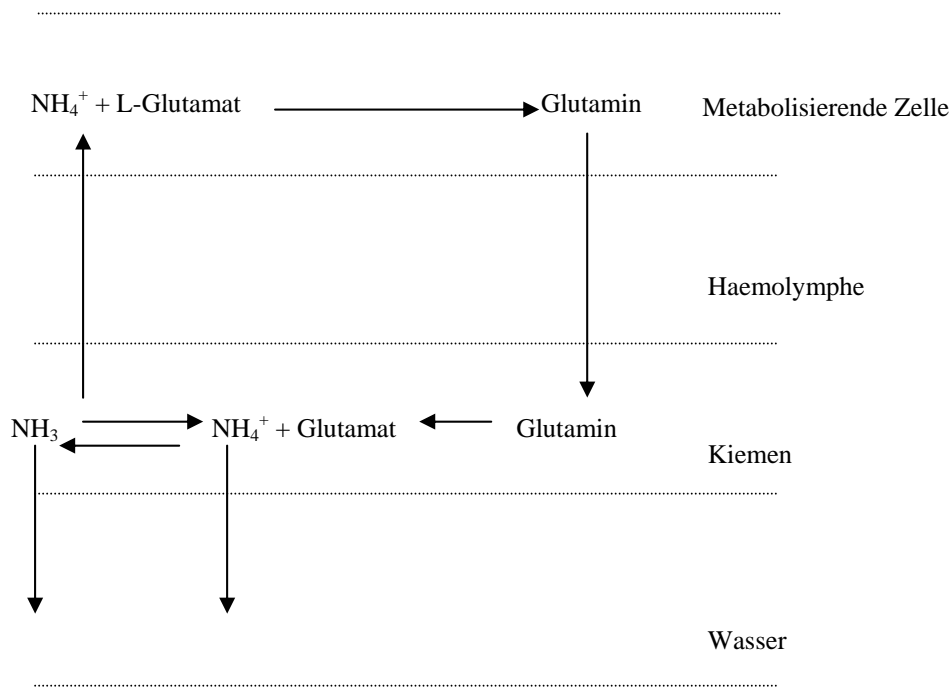 NH₄⁺ + L-Glutamat Glutamin Metabolisierende Zelle
Haemolymphe
NH₃ NH₄⁺ + Glutamat Glutamin
Kiemen
Wasser